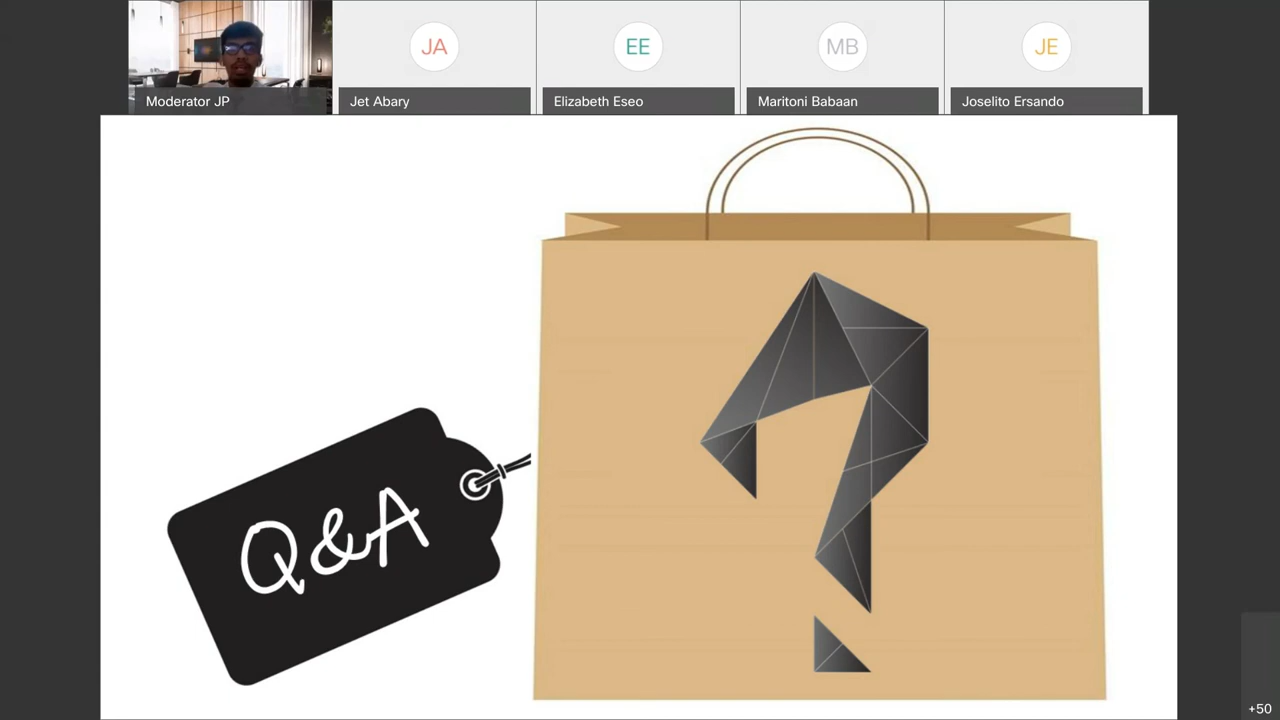 Moderator JP
JA
Jet Abary
EE
Elizabeth Eseo
MB
Maritoni Babaan
JE
Joselito Ersando
Q&A
?
+50